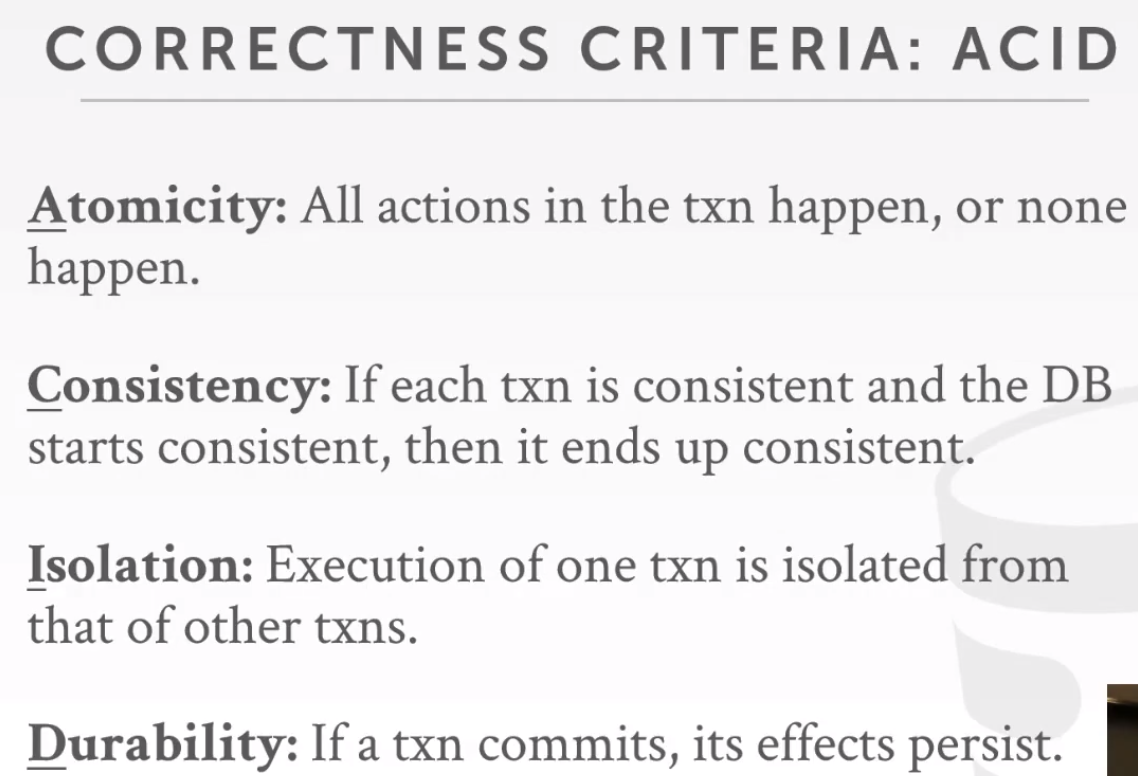 CORRECTNESS CRITERIA: ACID
Atomicity: All actions in the txn happen, or none
happen.
Consistency: If each txn is consistent and the DB
starts consistent, then it ends up consistent.
Isolation: Execution of one txn is isolated from
that of other txns.
Durability: If a txn commits, its effects persist.